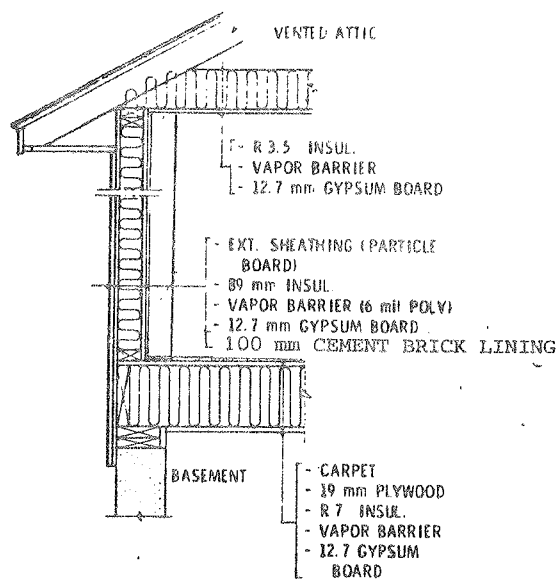 VENTED ATTIC
- R 3.5 INSUL.
- VAPOR BARRIER
- 12.7 mm GYPSUM BOARD
- EXT. SHEATHING (PARTICLE
BOARD)
- 89 mm INSUL.
- VAPOR BARRIER (6 mil POLY)
- 12.7 mm GYPSUM BOARD
- 100 mm CEMENT BRICK LINING
BASEMENT
- CARPET
- 19 mm PLYWOOD
- R 7 INSUL.
- VAPOR BARRIER
- 12.7 GYPSUM
BOARD